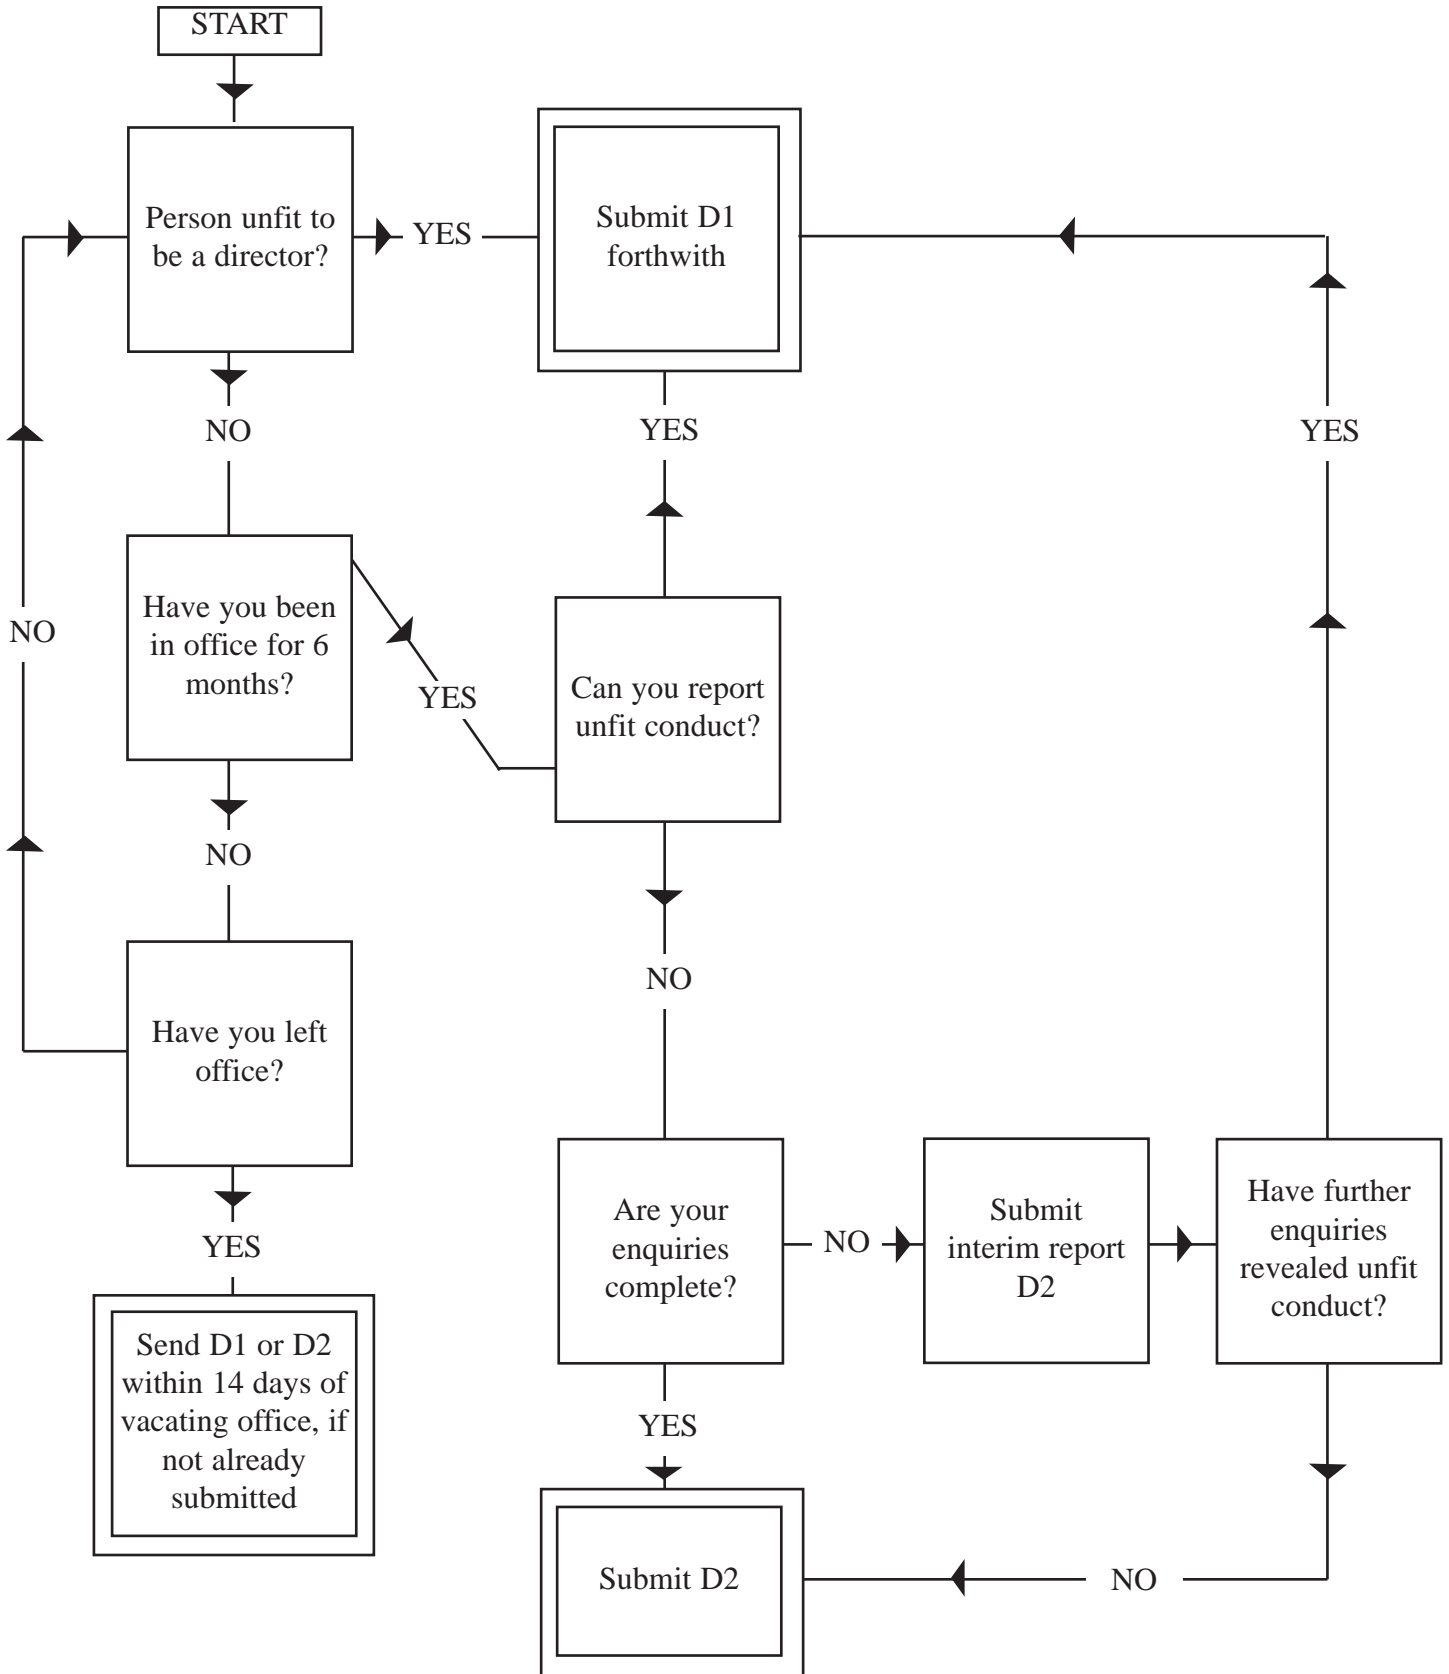 START
Person unfit to
be a director?
YES
Submit D1
forthwith
NO
YES
YES
Have you been
in office for 6
months?
NO
YES
Can you report
unfit conduct?
NO
NO
Have you left
office?
YES
Are your
enquiries
complete?
NO
Submit
interim report
D2
Have further
enquiries
revealed unfit
conduct?
Send D1 or D2
within 14 days of
vacating office, if
not already
submitted
YES
Submit D2
NO